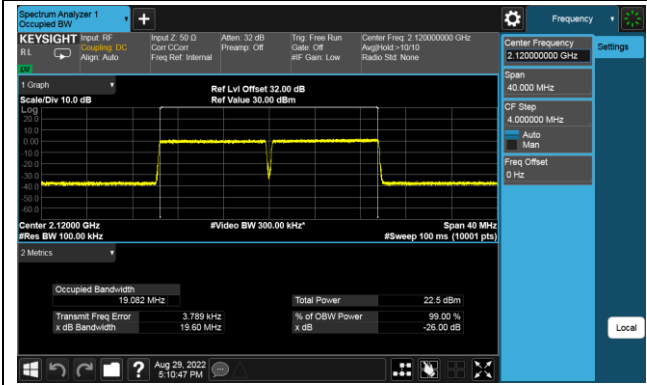 Spectrum Analyzer 1
Occupied BW
+
Frequency
KEYSIGHT
RL
Input: RF
Coupling: DC
Align: Auto
Input Z: 50 Ω
Corr CCorr
Freq Ref: Internal
Atten: 32 dB
Preamp: Off
Trig: Free Run
Gate: Off
#IF Gain: Low
Center Freq: 2.120000000 GHz
Avg|Hold:>10/10
Radio Std: None
Center Frequency
2.120000000 GHz
Settings
Span
40.000 MHz
CF Step
4.000000 MHz
Auto
Man
Freq Offset
0 Hz
Local
1 Graph
Scale/Div 10.0 dB
Ref Lvl Offset 32.00 dB
Ref Value 30.00 dBm
Log
20.0
10.0
0.00
-10.0
-20.0
-30.0
-40.0
-50.0
-60.0
Center 2.12000 GHz
#Res BW 100.00 kHz
#Video BW 300.00 kHz*
Span 40 MHz
#Sweep 100 ms (10001 pts)
2 Metrics
Occupied Bandwidth
19.082 MHz
Total Power 22.5 dBm
Transmit Freq Error 3.789 kHz
% of OBW Power 99.00 %
x dB Bandwidth 19.60 MHz
x dB -26.00 dB
?
Aug 29, 2022
5:10:47 PM